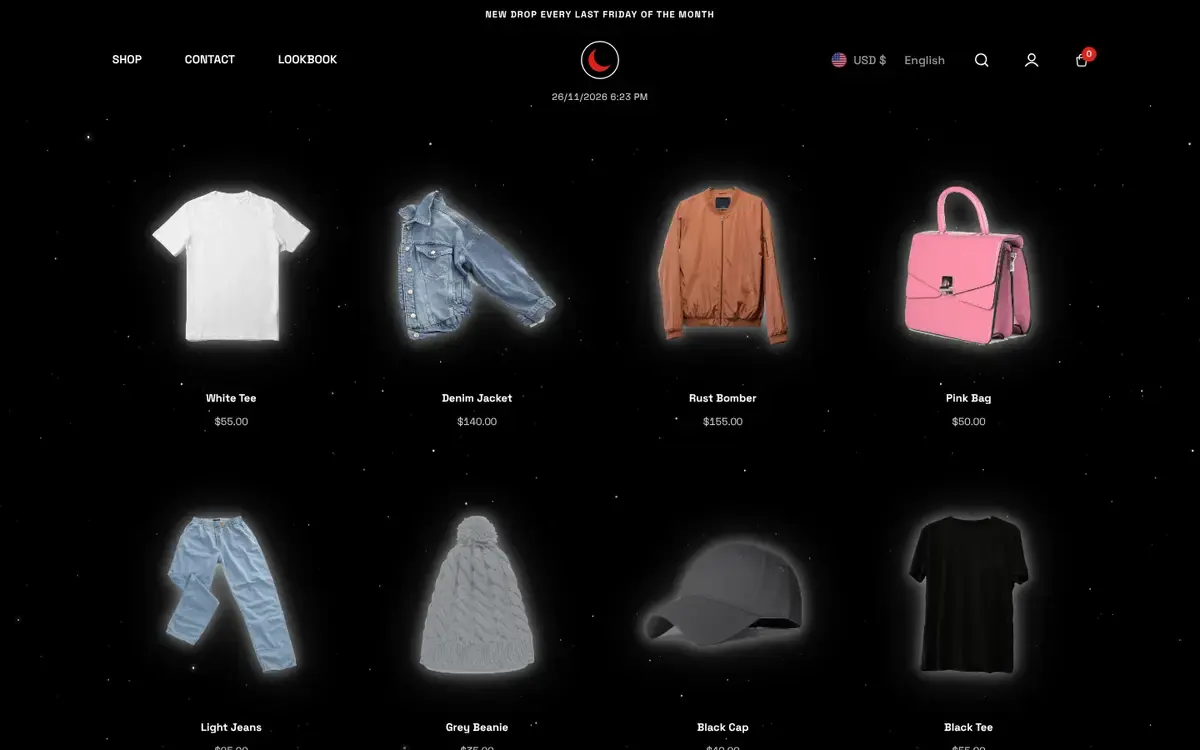 NEW DROP EVERY LAST FRIDAY OF THE MONTH
SHOP CONTACT LOOKBOOK
USD $ English 0
26/11/2026 6:23 PM
White Tee Denim Jacket Rust Bomber Pink Bag
$55.00 $140.00 $155.00 $50.00
Light Jeans Grey Beanie Black Cap Black Tee